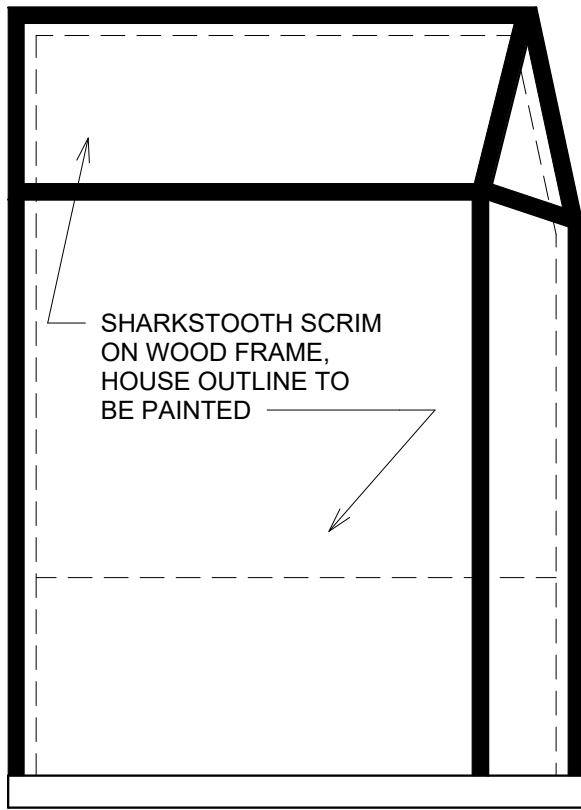 SHARKSTOOTH SCRIM
ON WOOD FRAME,
HOUSE OUTLINE TO
BE PAINTED